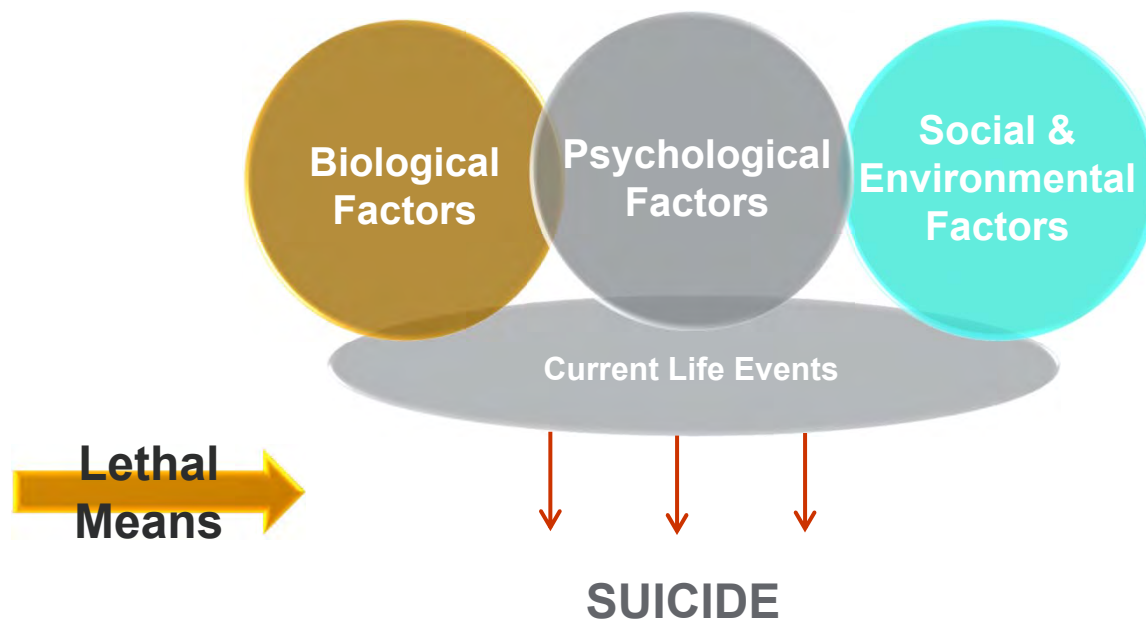 Biological
Factors
Psychological
Factors
Social &
Environmental
Factors
Current Life Events
Lethal
Means
SUICIDE